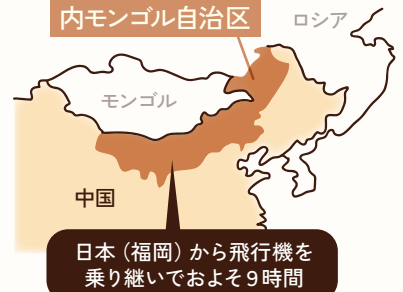 内モンゴル自治区
ロシア
モンゴル
中国
日本（福岡）から飛行機を
乗り継いでおよそ9時間